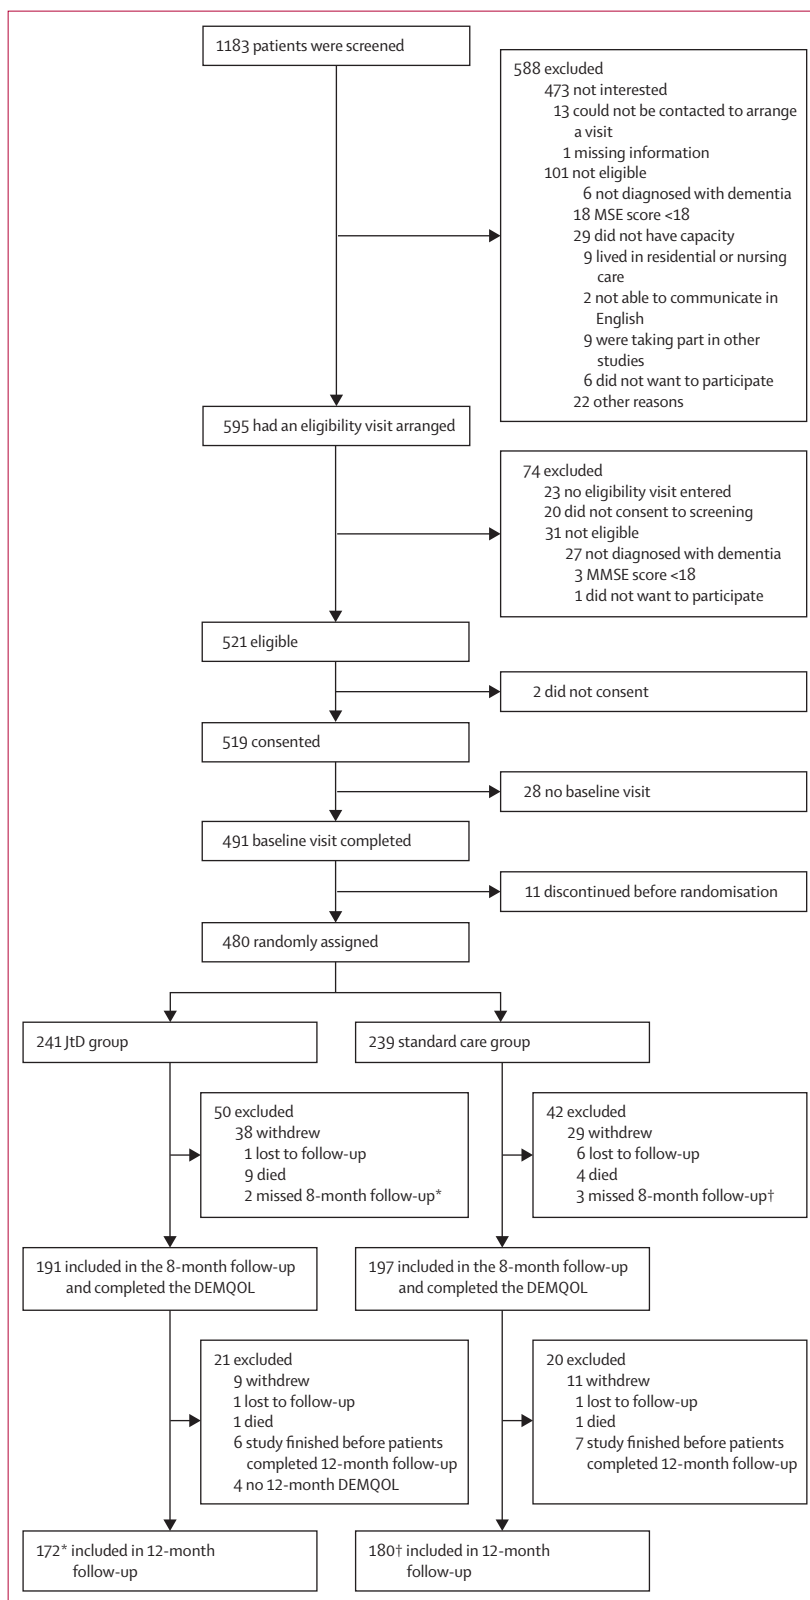 1183 patients were screened
588 excluded
473 not interested
13 could not be contacted to arrange
a visit
1 missing information
101 not eligible
6 not diagnosed with dementia
18 MSE score <18
29 did not have capacity
9 lived in residential or nursing
care
2 not able to communicate in
English
9 were taking part in other
studies
6 did not want to participate
22 other reasons
595 had an eligibility visit arranged
74 excluded
23 no eligibility visit entered
20 did not consent to screening
31 not eligible
27 not diagnosed with dementia
3 MMSE score <18
1 did not want to participate
521 eligible
2 did not consent
519 consented
28 no baseline visit
491 baseline visit completed
11 discontinued before randomisation
480 randomly assigned
241 JtD group
239 standard care group
50 excluded
38 withdrew
1 lost to follow-up
9 died
2 missed 8-month follow-up*
42 excluded
29 withdrew
6 lost to follow-up
4 died
3 missed 8-month follow-up†
191 included in the 8-month follow-up
and completed the DEMQOL
197 included in the 8-month follow-up
and completed the DEMQOL
21 excluded
9 withdrew
1 lost to follow-up
1 died
6 study finished before patients
completed 12-month follow-up
4 no 12-month DEMQOL
20 excluded
11 withdrew
1 lost to follow-up
1 died
7 study finished before patients
completed 12-month follow-up
172* included in 12-month
follow-up
180† included in 12-month
follow-up